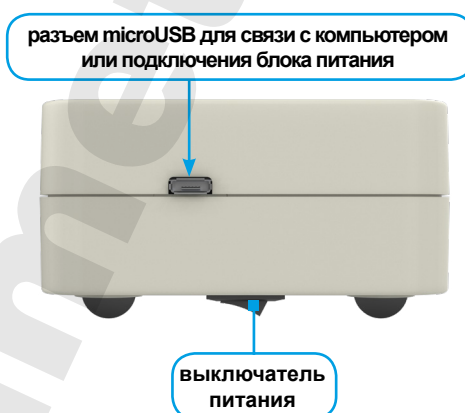 разъем microUSB для связи с компьютером
или подключения блока питания
выключатель
питания